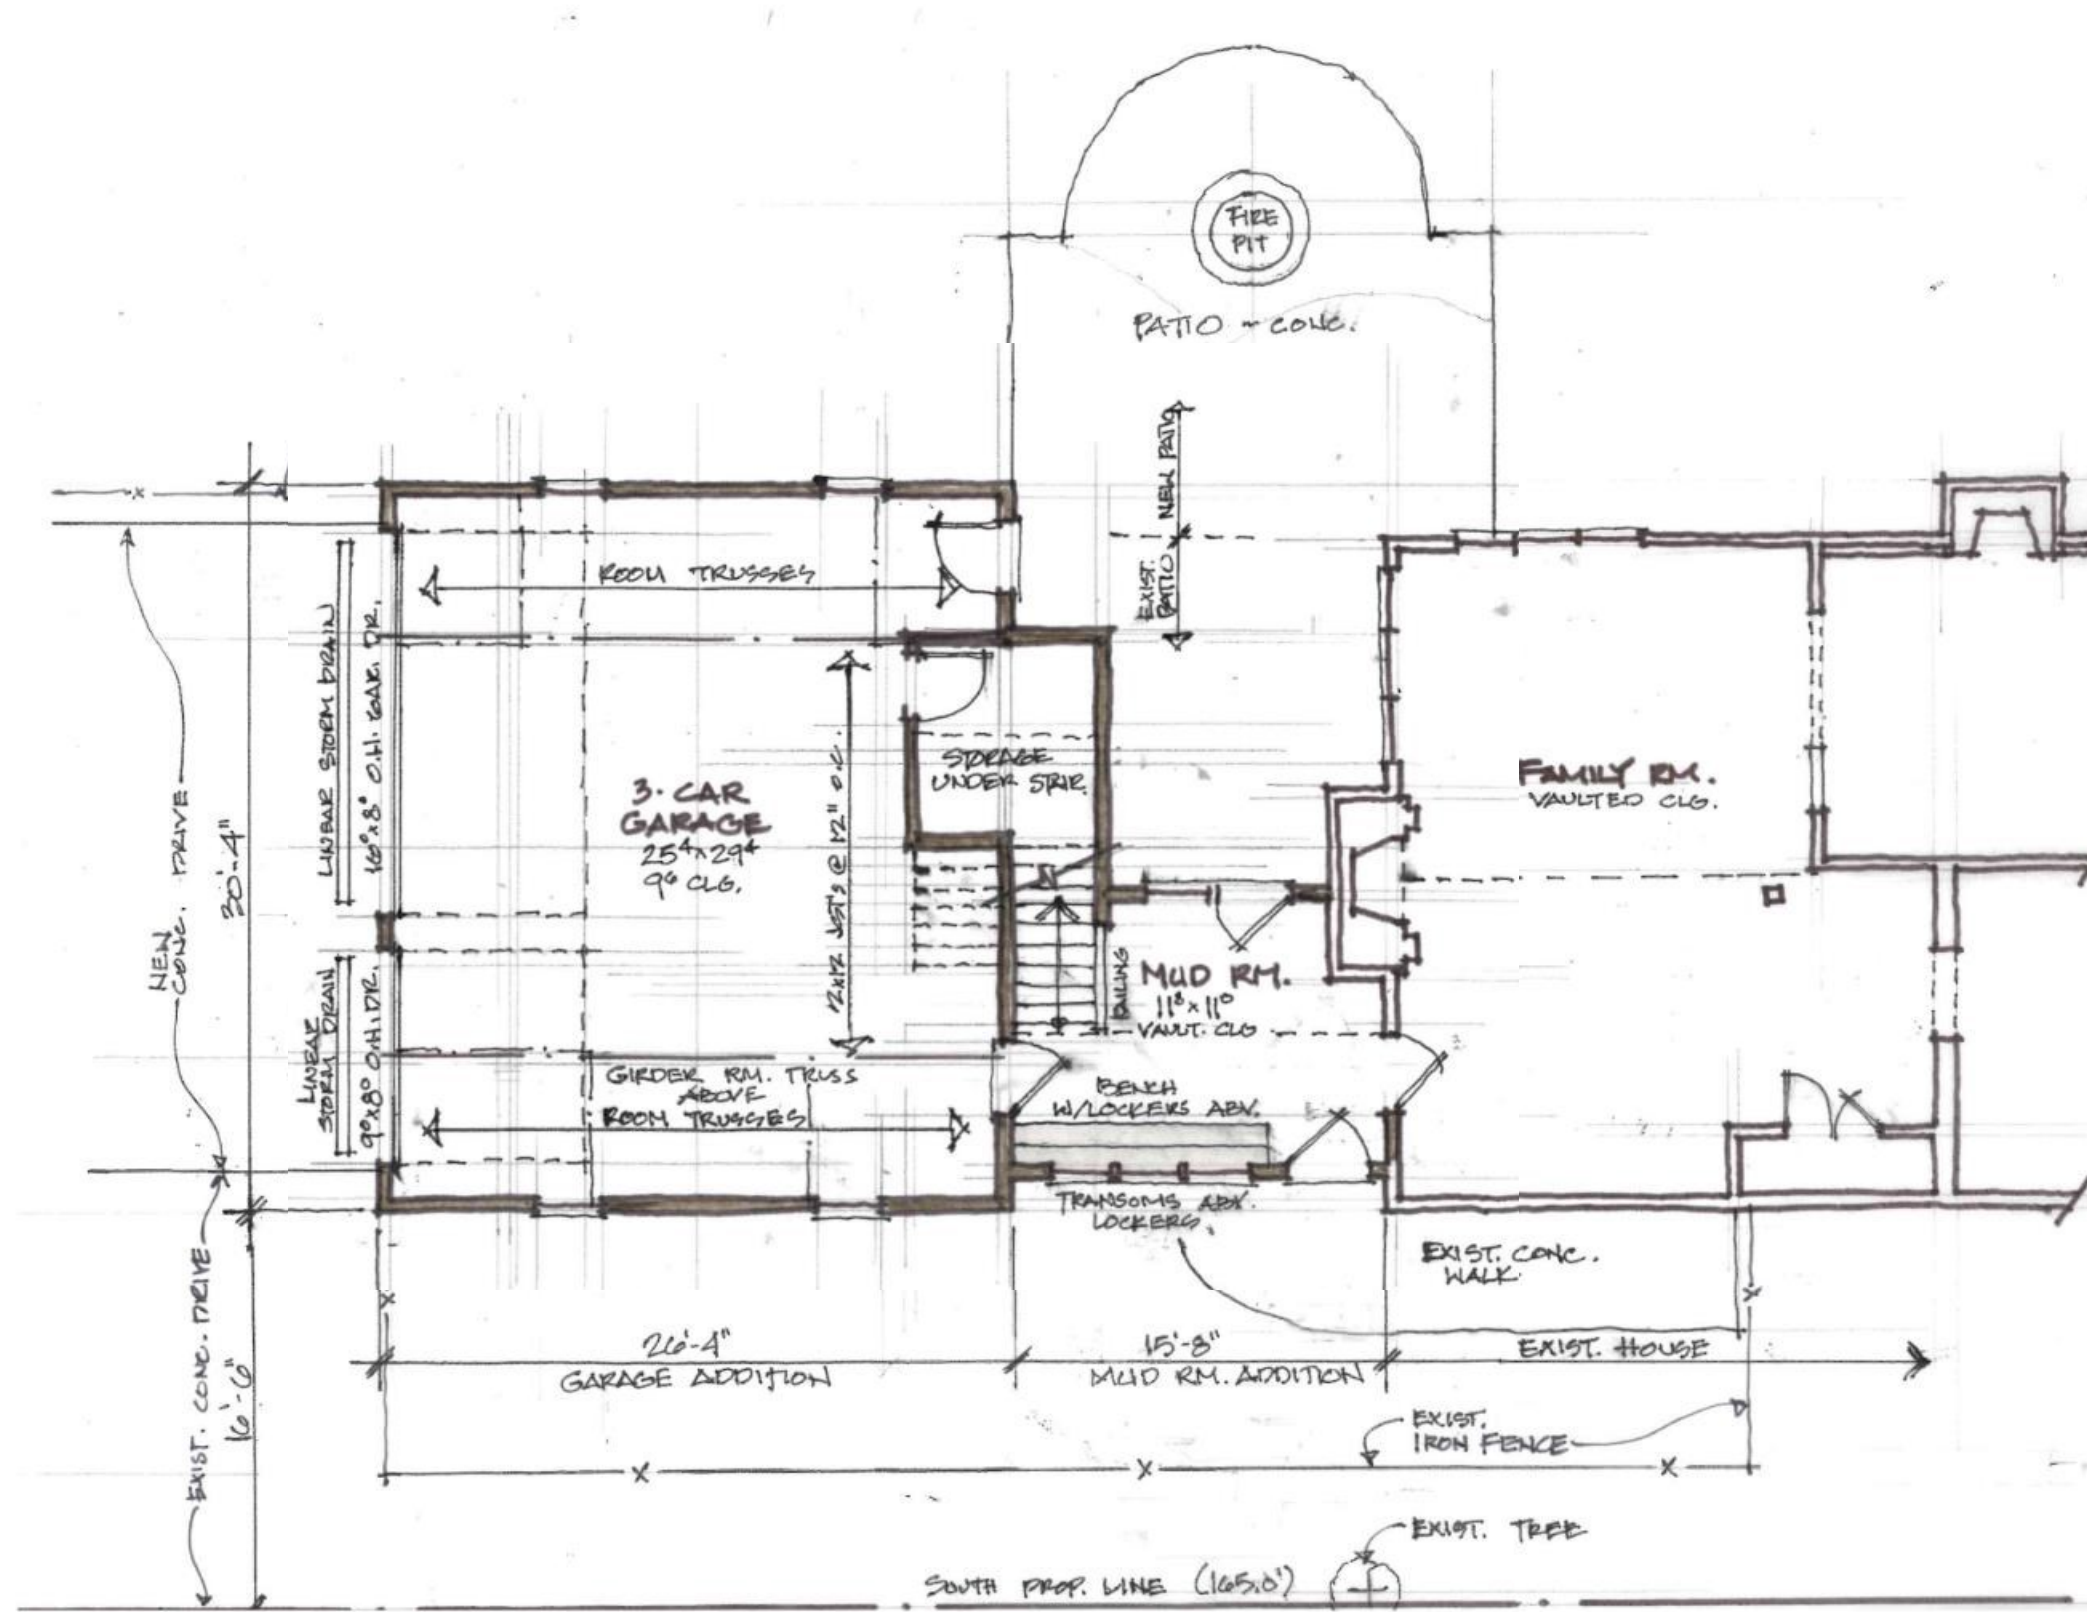 FIRE
PIT
PATIO ~ CONC.
NEW PATIO
EXIST.
PATIO
ROOM TRUSSES
LINEAR STORM DRAIN
16⁰x8⁰ O.H. GAR. DR.
3-CAR
GARAGE
25⁴x29⁴
9⁰ CLG.
STORAGE
UNDER STAIR
FAMILY RM.
VAULTED CLG.
NEW
CONC. DRIVE
30'-4"
MUD RM.
11⁸x11⁰
VAULT. CLG
RAILING
LINEAR
STORM DRAIN
9⁰x8⁰ O.H. DR.
GIRDER RM. TRUSS
ABOVE
ROOM TRUSSES
BENCH
W/LOCKERS ABV.
TRANSOMS ABV.
LOCKERS
EXIST. CONC.
WALK
EXIST. CONC. DRIVE
16'-0"
26'-4"
GARAGE ADDITION
15'-8"
MUD RM. ADDITION
EXIST. HOUSE
EXIST.
IRON FENCE
EXIST. TREE
SOUTH PROP. LINE (165.0')